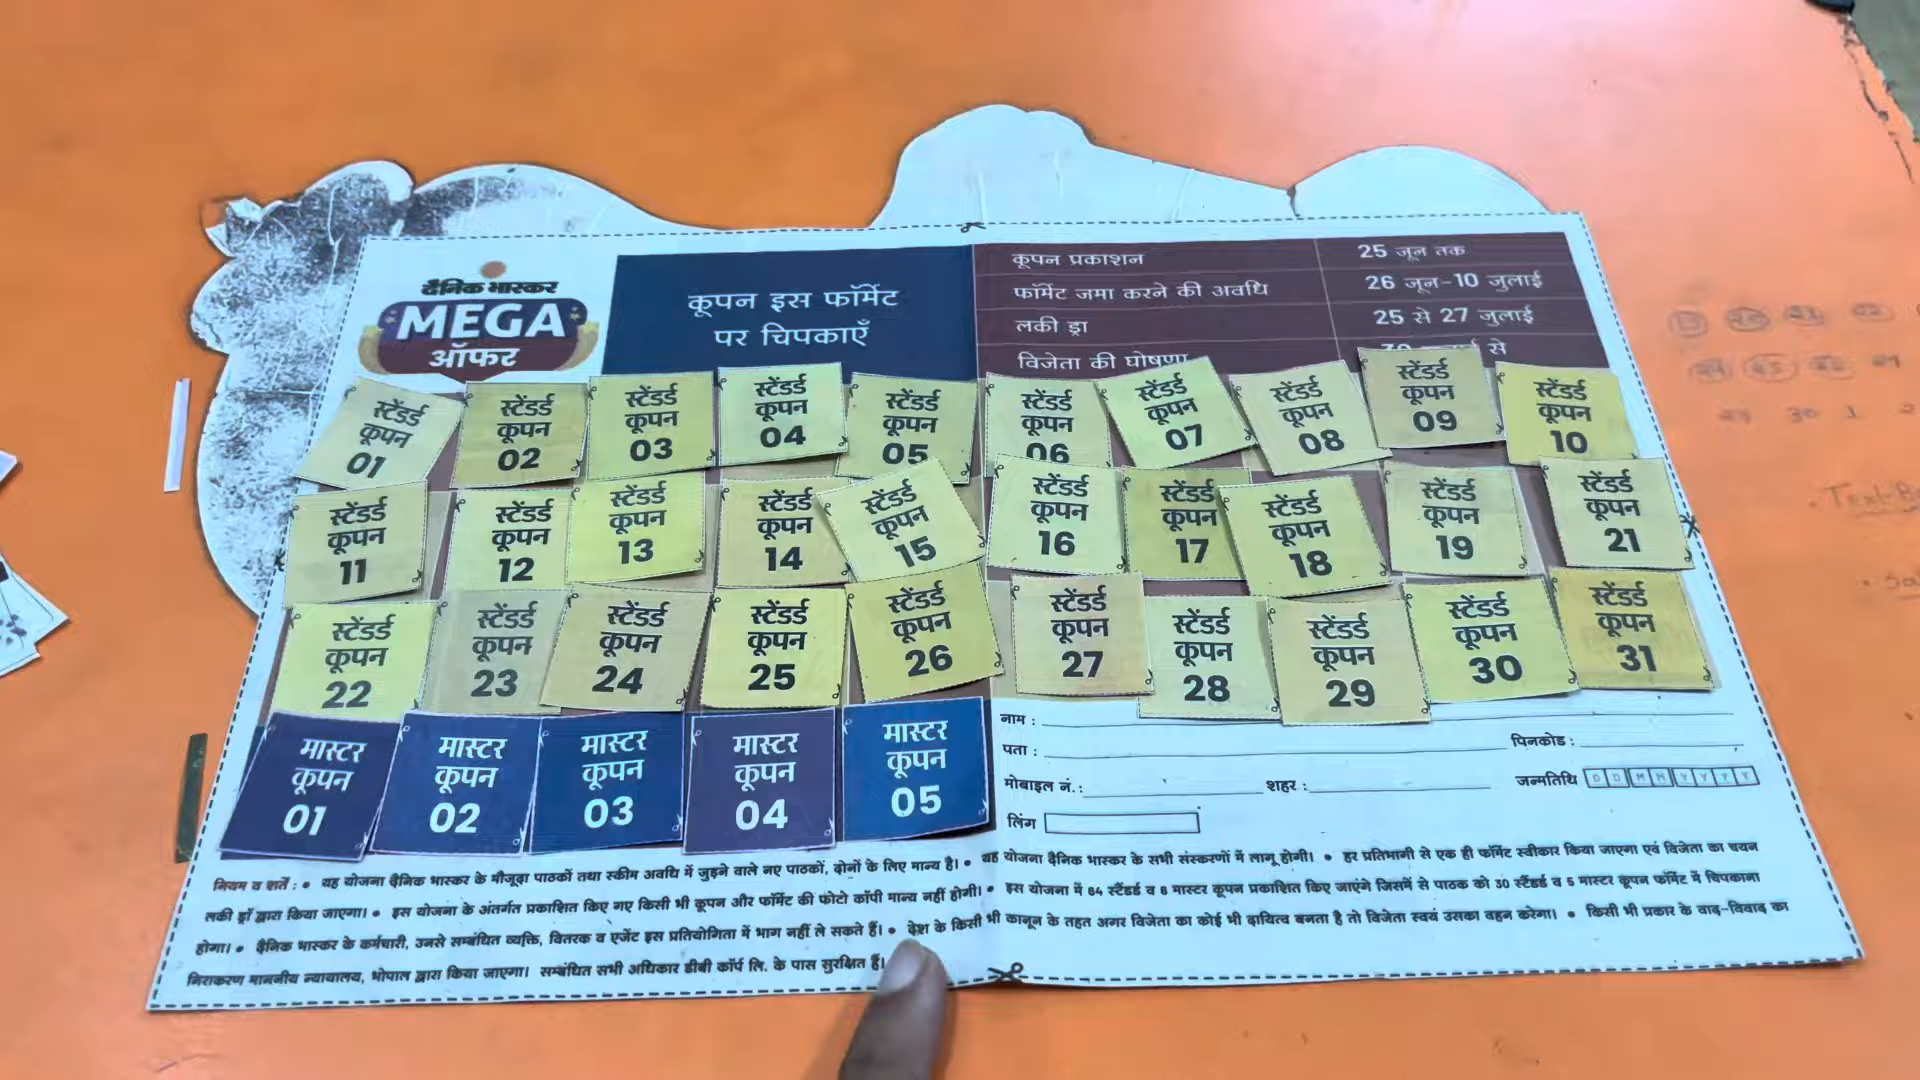 दैनिक भास्कर
MEGA
ऑफर
कूपन इस फॉर्मेट
पर चिपकाएँ
कूपन प्रकाशन 25 जून तक
फॉर्मेट जमा करने की अवधि 26 जून-10 जुलाई
लकी ड्रा 25 से 27 जुलाई
विजेता की घोषणा से
स्टेंडर्ड कूपन 01
स्टेंडर्ड कूपन 02
स्टेंडर्ड कूपन 03
स्टेंडर्ड कूपन 04
स्टेंडर्ड कूपन 05
स्टेंडर्ड कूपन 06
स्टेंडर्ड कूपन 07
स्टेंडर्ड कूपन 08
स्टेंडर्ड कूपन 09
स्टेंडर्ड कूपन 10
स्टेंडर्ड कूपन 11
स्टेंडर्ड कूपन 12
स्टेंडर्ड कूपन 13
स्टेंडर्ड कूपन 14
स्टेंडर्ड कूपन 15
स्टेंडर्ड कूपन 16
स्टेंडर्ड कूपन 17
स्टेंडर्ड कूपन 18
स्टेंडर्ड कूपन 19
स्टेंडर्ड कूपन 21
स्टेंडर्ड कूपन 22
स्टेंडर्ड कूपन 23
स्टेंडर्ड कूपन 24
स्टेंडर्ड कूपन 25
स्टेंडर्ड कूपन 26
स्टेंडर्ड कूपन 27
स्टेंडर्ड कूपन 28
स्टेंडर्ड कूपन 29
स्टेंडर्ड कूपन 30
स्टेंडर्ड कूपन 31
मास्टर कूपन 01
मास्टर कूपन 02
मास्टर कूपन 03
मास्टर कूपन 04
मास्टर कूपन 05
नाम :
पता : पिनकोड :
मोबाइल नं. : शहर : जन्मतिथि D D M M Y Y Y Y
लिंग
नियम व शर्ते : • यह योजना दैनिक भास्कर के मौजूदा पाठकों तथा स्कीम अवधि में जुड़ने वाले नए पाठकों, दोनों के लिए मान्य है। • यह योजना दैनिक भास्कर के सभी संस्करणों में लागू होगी। • हर प्रतिभागी से एक ही फॉर्मेट स्वीकार किया जाएगा एवं विजेता का चयन
लकी ड्रॉ द्वारा किया जाएगा। • इस योजना के अंतर्गत प्रकाशित किए गए किसी भी कूपन और फॉर्मेट की फोटो कॉपी मान्य नहीं होगी। • इस योजना में 64 स्टैंडर्ड व 6 मास्टर कूपन प्रकाशित किए जाएंगे जिसमें से पाठक को 30 स्टैंडर्ड व 5 मास्टर कूपन फॉर्मेट में चिपकाना
होगा। • दैनिक भास्कर के कर्मचारी, उनसे सम्बंधित व्यक्ति, वितरक व एजेंट इस प्रतियोगिता में भाग नहीं ले सकते हैं। • देश के किसी भी कानून के तहत अगर विजेता का कोई भी दायित्व बनता है तो विजेता स्वयं उसका वहन करेगा। • किसी भी प्रकार के वाद-विवाद का
निराकरण माननीय न्यायालय, भोपाल द्वारा किया जाएगा। सम्बंधित सभी अधिकार डीबी कॉर्प लि. के पास सुरक्षित हैं।